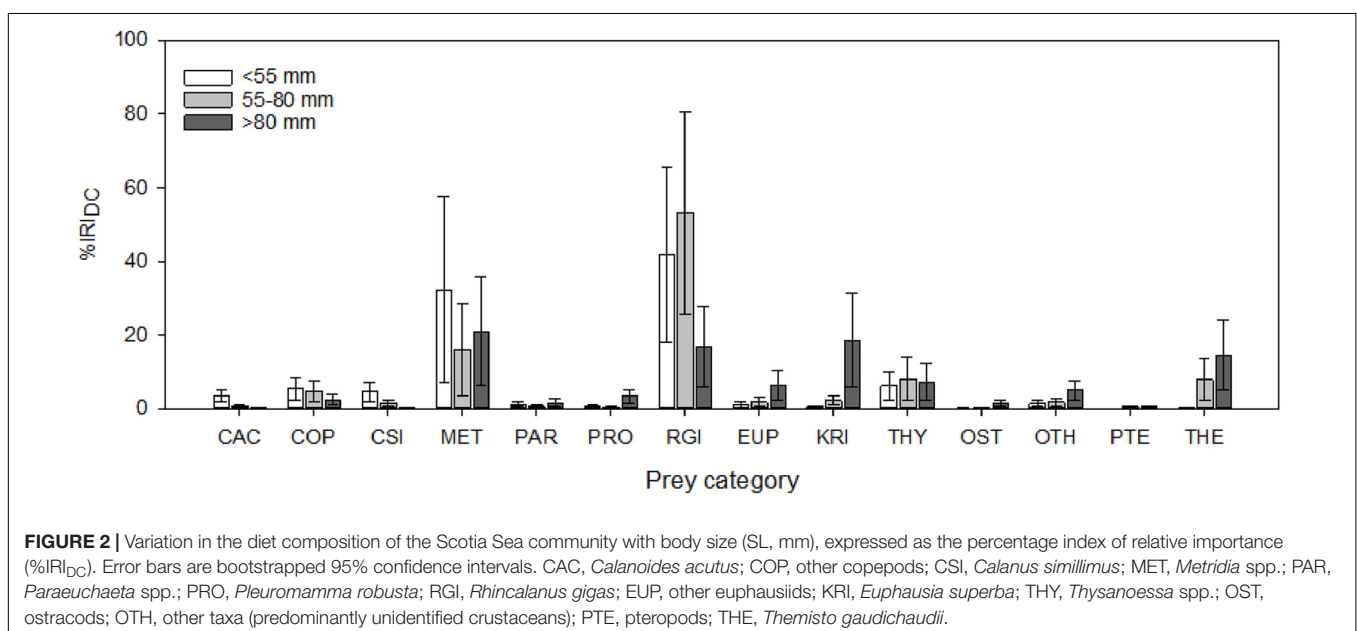 100
80
60
40
20
0
%IRIDC
<55 mm
55-80 mm
>80 mm
CAC COP CSI MET PAR PRO RGI EUP KRI THY OST OTH PTE THE
Prey category
FIGURE 2 | Variation in the diet composition of the Scotia Sea community with body size (SL, mm), expressed as the percentage index of relative importance
(%IRIDC). Error bars are bootstrapped 95% confidence intervals. CAC, Calanoides acutus; COP, other copepods; CSI, Calanus simillimus; MET, Metridia spp.; PAR,
Paraeuchaeta spp.; PRO, Pleuromamma robusta; RGI, Rhincalanus gigas; EUP, other euphausiids; KRI, Euphausia superba; THY, Thysanoessa spp.; OST,
ostracods; OTH, other taxa (predominantly unidentified crustaceans); PTE, pteropods; THE, Themisto gaudichaudii.